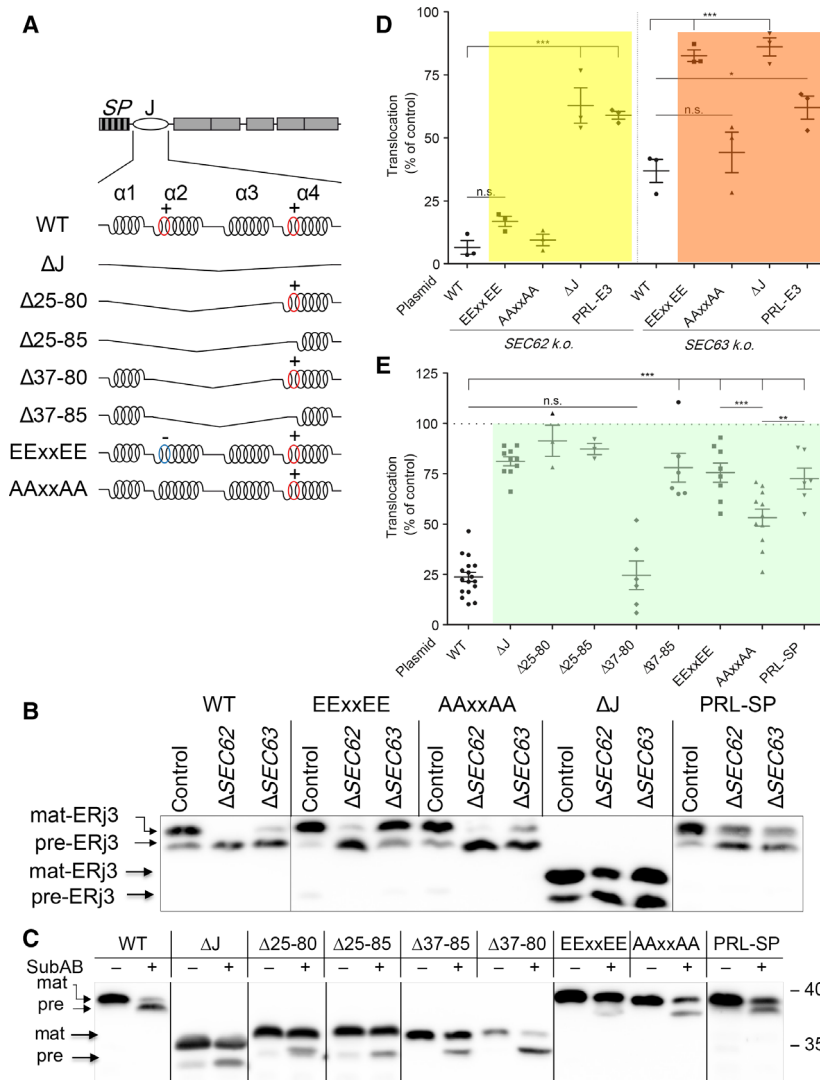 A
SP J
α1 α2 α3 α4
+ +
WT
ΔJ
+
Δ25-80
Δ25-85
+
Δ37-80
Δ37-85
- +
EExxEE
+
AAxxAA
D
Translocation
(% of control)
100
75
50
25
0
***
n.s.
***
*
n.s.
Plasmid
WT
EExxEE
AAxxAA
ΔJ
PRL-E3
WT
EExxEE
AAxxAA
ΔJ
PRL-E3
SEC62 k.o.
SEC63 k.o.
E
Translocation
(% of control)
125
100
75
50
25
0
***
n.s.
***
**
Plasmid
WT
ΔJ
Δ25-80
Δ25-85
Δ37-80
Δ37-85
EExxEE
AAxxAA
PRL-SP
B
WT EExxEE AAxxAA ΔJ PRL-SP
Control ΔSEC62 ΔSEC63 Control ΔSEC62 ΔSEC63 Control ΔSEC62 ΔSEC63 Control ΔSEC62 ΔSEC63 Control ΔSEC62 ΔSEC63
mat-ERj3
pre-ERj3
mat-ERj3
pre-ERj3
C
WT ΔJ Δ25-80 Δ25-85 Δ37-85 Δ37-80 EExxEE AAxxAA PRL-SP
SubAB – + – + – + – + – + – + – + – + – +
mat
pre
mat
pre
– 40
– 35